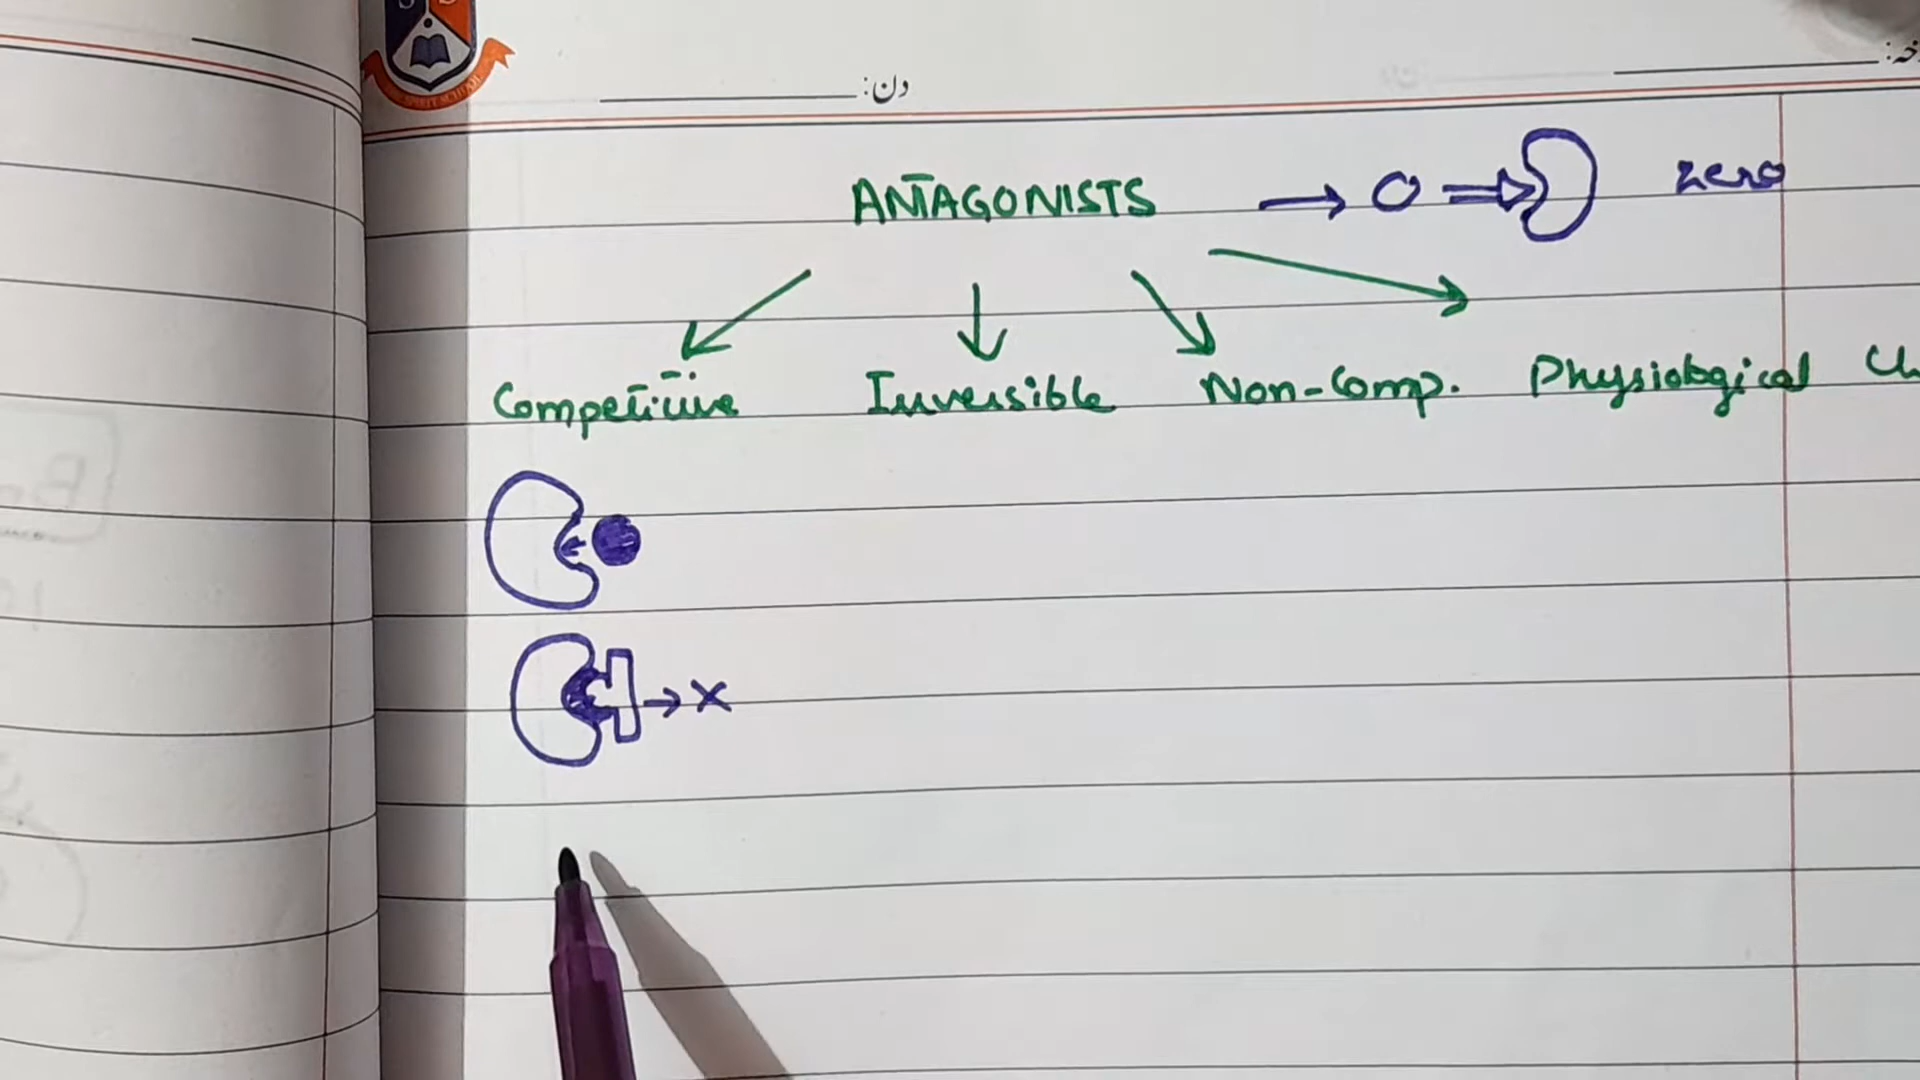 دن:
ANTAGONISTS → O ⇒ zero
Competitive Irreversible Non-Comp. Physiological
→ X